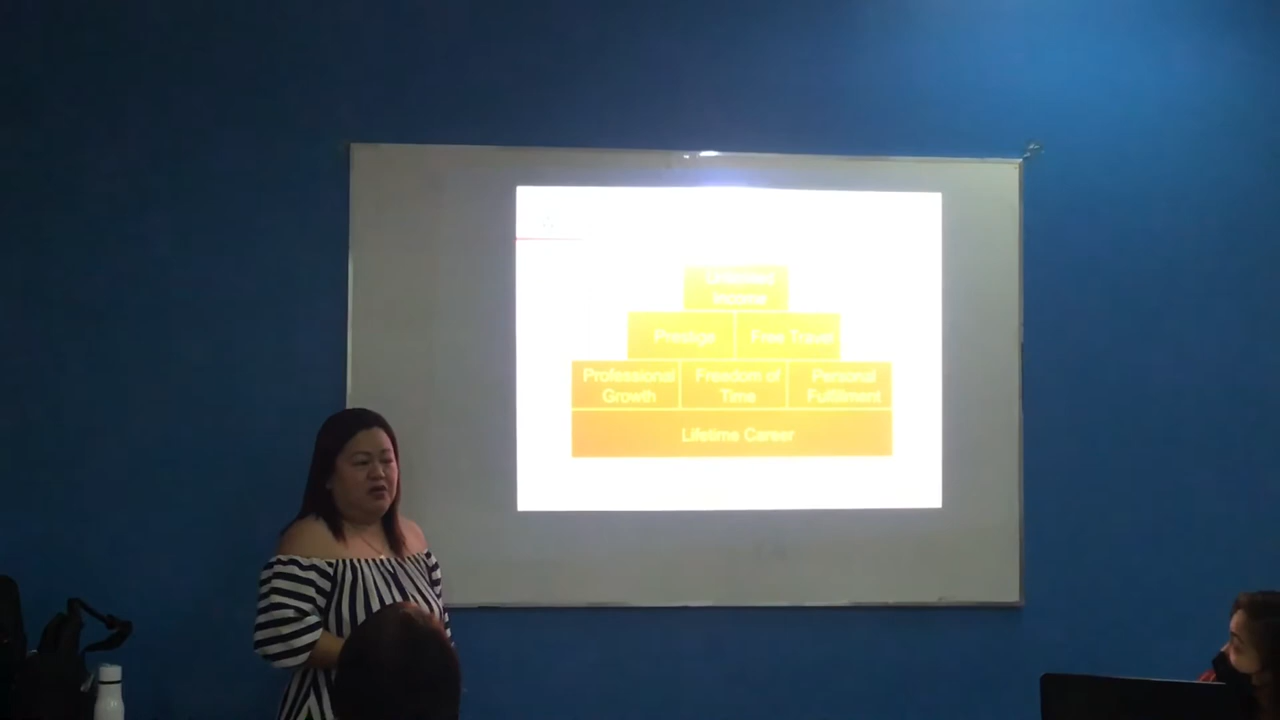 Unlimited
Income
Prestige
Free Travel
Professional
Growth
Freedom of
Time
Personal
Fulfillment
Lifetime Career